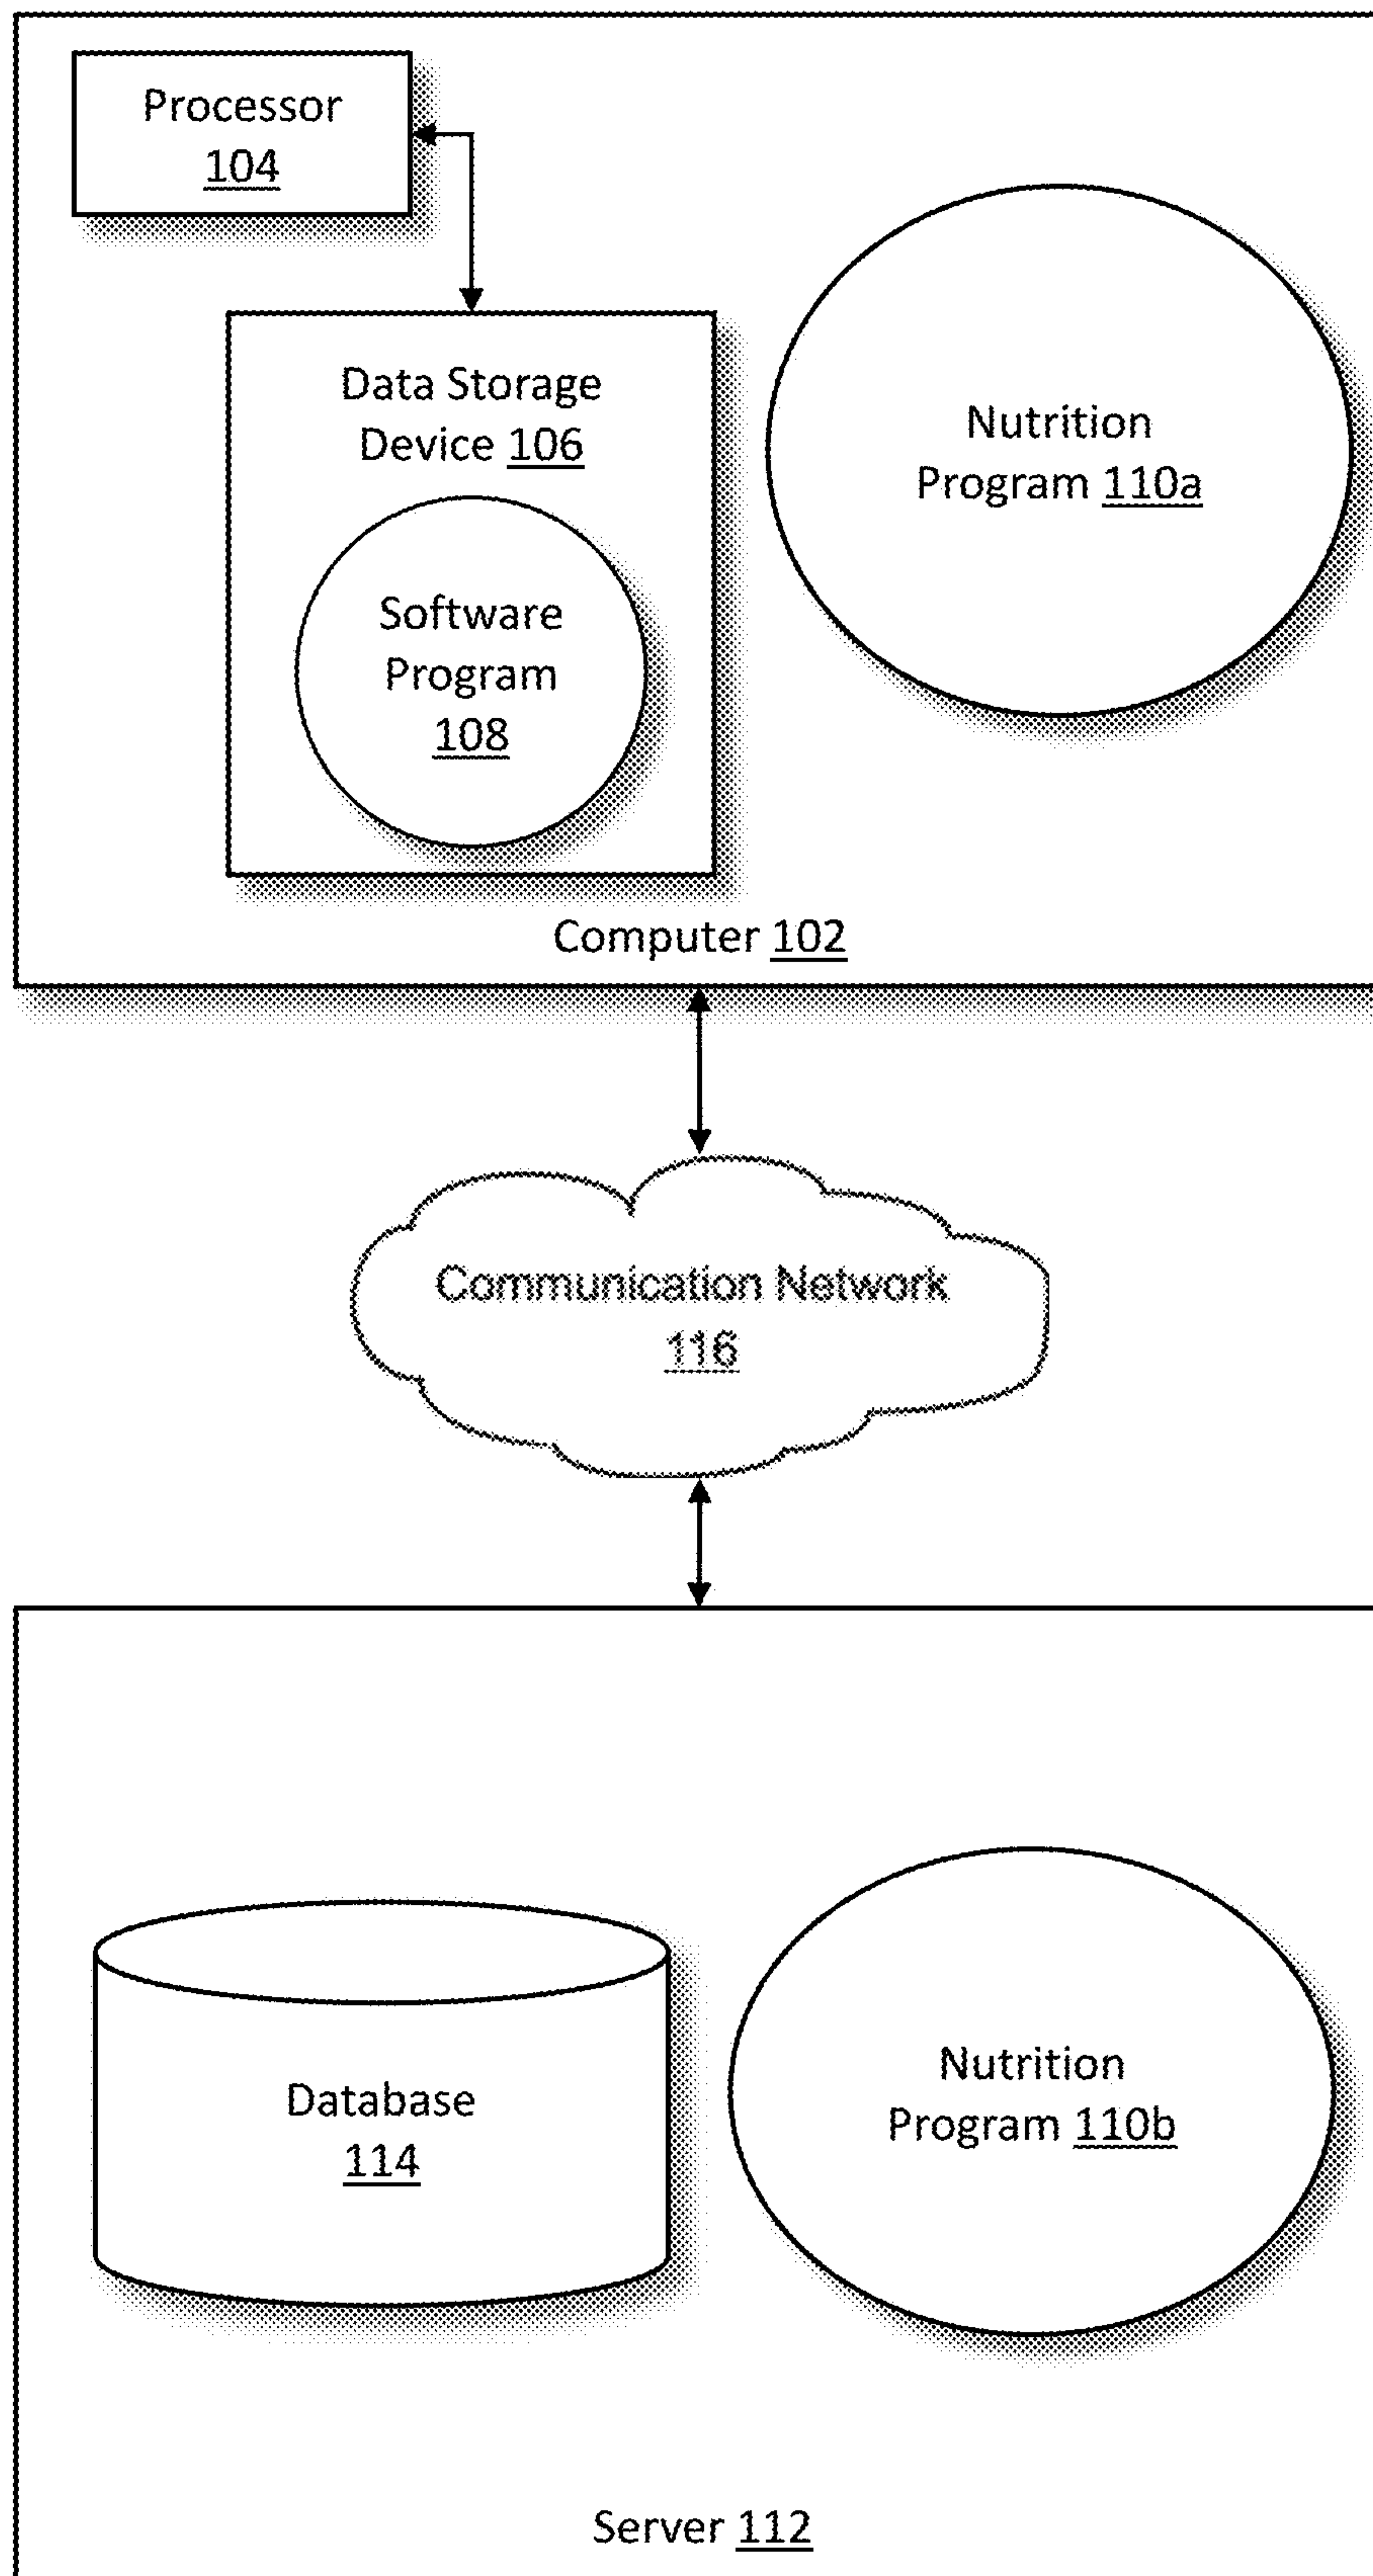 Processor
104
Data Storage
Device 106
Software
Program
108
Nutrition
Program 110a
Computer 102
Communication Network
116
Database
114
Nutrition
Program 110b
Server 112